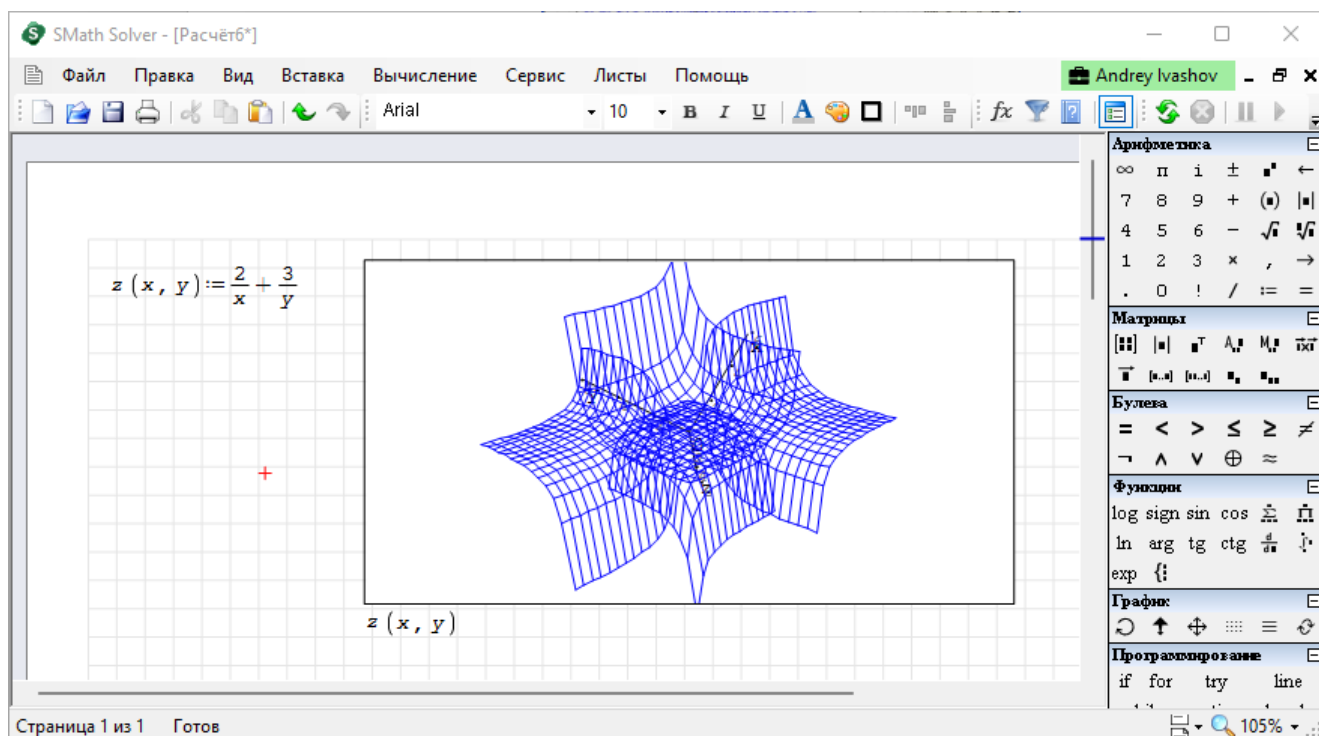 SMath Solver - [Расчёт6*]
Файл Правка Вид Вставка Вычисление Сервис Листы Помощь Andrey Ivashov
Arial 10 B I U A fx
z (x, y):=2/x+3/y
x
y
z
z (x, y)
Арифметика
∞ π i ± ←
7 8 9 + (▪) |▪|
4 5 6 − √▪ ▪√▪
1 2 3 × , →
. 0 ! / := =
Матрицы
Булева
= < > ≤ ≥ ≠
¬ ∧ ∨ ⊕ ≈
Функции
log sign sin cos
ln arg tg ctg
exp
График
Программирование
if for try line
Страница 1 из 1 Готов 105%